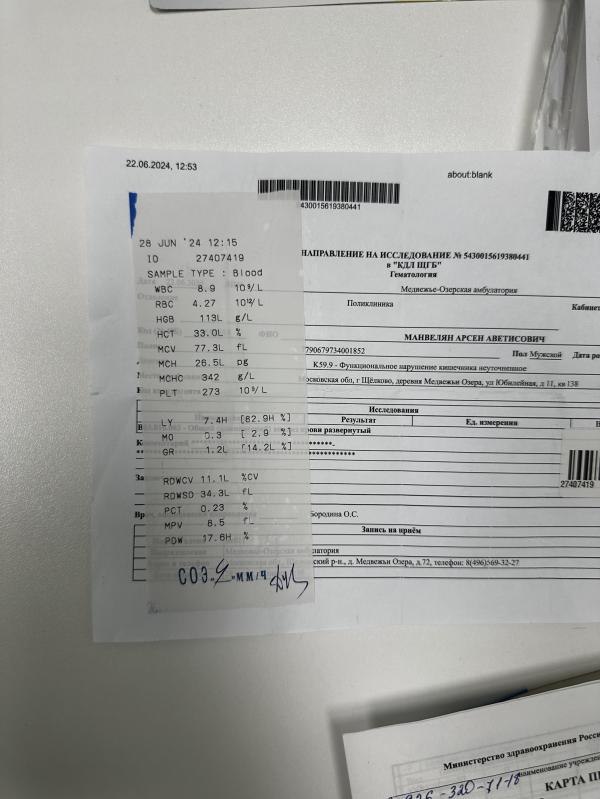 22.06.2024, 12:53
about:blank
4300015619380441
НАПРАВЛЕНИЕ НА ИССЛЕДОВАНИЕ № 5430015619380441
в "КДЛ ЩГБ"
Гематология
Медвежье-Озерская амбулатория
Поликлиника
Кабинет
МАНВЕЛЯН АРСЕН АВЕТИСОВИЧ
790679734001852
Пол Мужской
Дата ро
K59.9 - Функциональное нарушение кишечника неуточненное
осковская обл, г Щёлково, деревня Медвежьи Озера, ул Юбилейная, д 11, кв 138
Исследования
Результат
Ед. измерения
рови развернутый
27407419
Бородина О.С.
Запись на приём
амбулатория
ский р-н., д. Медвежьи Озера, д.72, телефон: 8(496)569-32-27
28 JUN '24 12:15
ID 27407419
SAMPLE TYPE : Blood
WBC 8.9 10⁹/L
RBC 4.27 10¹²/L
HGB 113L g/L
HCT 33.0L %
MCV 77.3L fL
MCH 26.5L pg
MCHC 342 g/L
PLT 273 10⁹/L
LY 7.4H [82.9H %]
MO 0.3 [ 2.9 %]
GR 1.2L [14.2L %]
RDWCV 11.1L %CV
RDWSD 34.3L fL
PCT 0.23 %
MPV 8.5 fL
PDW 17.6H %
СОЭ мм/ч
Министерство здравоохранения Росси
наименование учрежден
КАРТА П